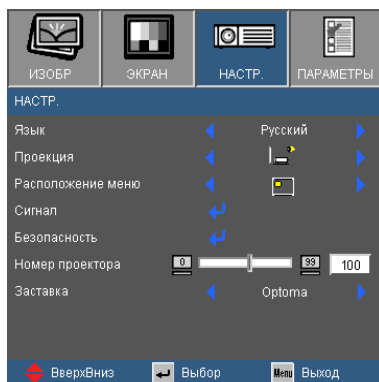 ИЗОБР ЭКРАН НАСТР. ПАРАМЕТРЫ
НАСТР.
Язык Русский
Проекция
Расположение меню
Сигнал
Безопасность
Номер проектора 0 99 100
Заставка Optoma
ВверхВниз Выбор Menu Выход